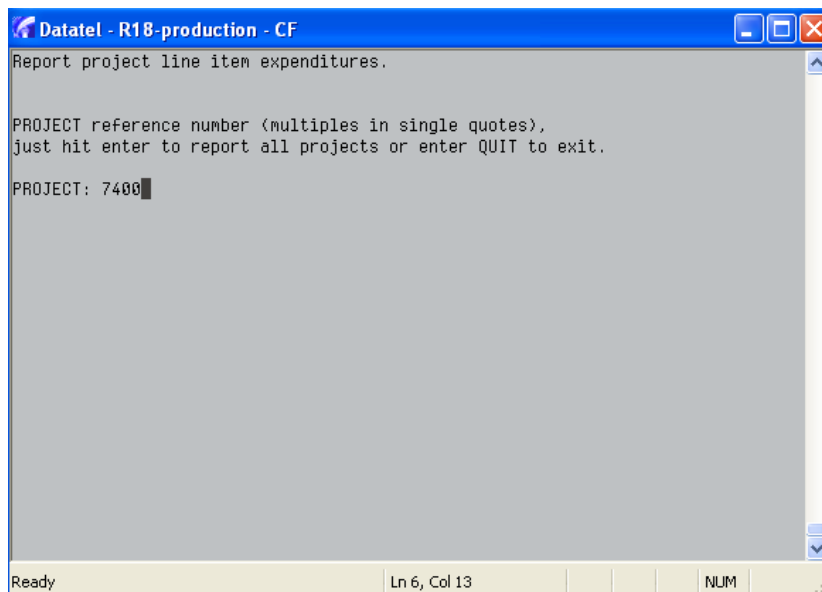 Datatel - R18-production - CF
Report project line item expenditures.
PROJECT reference number (multiples in single quotes),
just hit enter to report all projects or enter QUIT to exit.
PROJECT: 7400
Ready Ln 6, Col 13 NUM